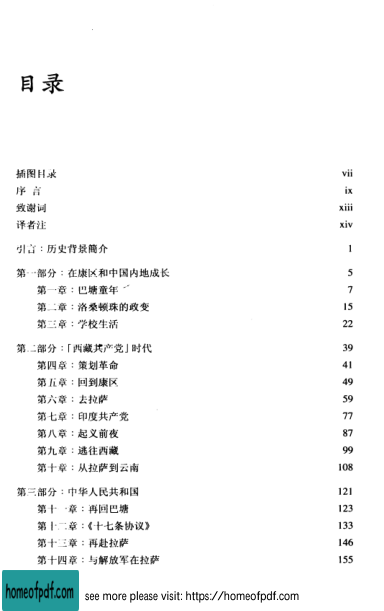 目录
插图目录 vii
序言 ix
致谢词 xiii
译者注 xiv
引言：历史背景简介 1
第一部分：在康区和中国内地成长 5
第一章：巴塘童年 7
第二章：洛桑顿珠的政变 15
第三章：学校生活 22
第二部分：「西藏共产党」时代 39
第四章：策划革命 41
第五章：回到康区 49
第六章：去拉萨 59
第七章：印度共产党 77
第八章：起义前夜 87
第九章：逃往西藏 99
第十章：从拉萨到云南 108
第三部分：中华人民共和国 121
第十一章：再回巴塘 123
第十二章：《十七条协议》 133
第十三章：再赴拉萨 146
第十四章：与解放军在拉萨 155
homeofpdf.com
see more please visit: https://homeofpdf.com